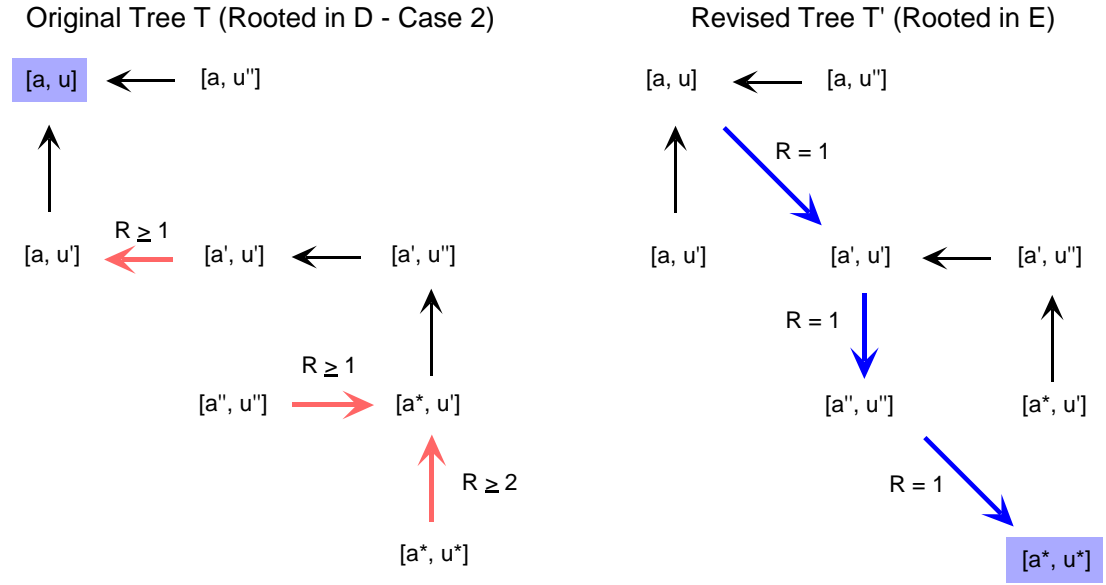 Original Tree T (Rooted in D - Case 2)
Revised Tree T' (Rooted in E)
[a, u]
[a, u"]
[a, u]
[a, u"]
R = 1
R ≥ 1
[a, u']
[a', u']
[a', u"]
[a, u']
[a', u']
[a', u"]
R = 1
R ≥ 1
[a", u"]
[a*, u']
[a", u"]
[a*, u']
R ≥ 2
R = 1
[a*, u*]
[a*, u*]